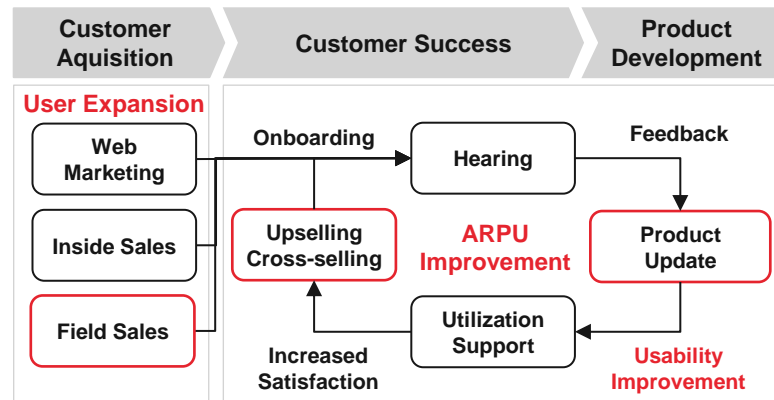 Customer
Aquisition
Customer Success
Product
Development
User Expansion
Web
Marketing
Onboarding
Hearing
Feedback
Inside Sales
Upselling
Cross-selling
ARPU
Improvement
Product
Update
Field Sales
Utilization
Support
Increased
Satisfaction
Usability
Improvement